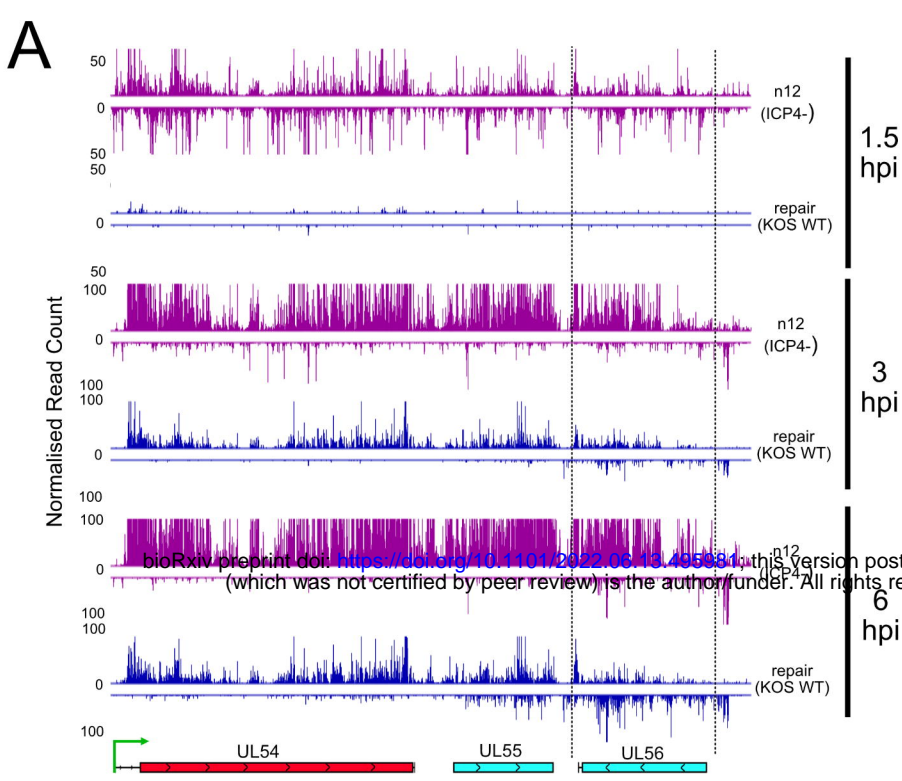 A
Normalised Read Count
50
0
50
n12
(ICP4-)
1.5
hpi
50
0
50
repair
(KOS WT)
100
0
100
n12
(ICP4-)
3
hpi
100
0
100
repair
(KOS WT)
100
0
100
n12
(ICP4-)
bioRxiv preprint doi: https://doi.org/10.1101/2022.06.13.495981; this version post
(which was not certified by peer review) is the author/funder. All rights re
6
hpi
100
0
100
repair
(KOS WT)
UL54
UL55
UL56